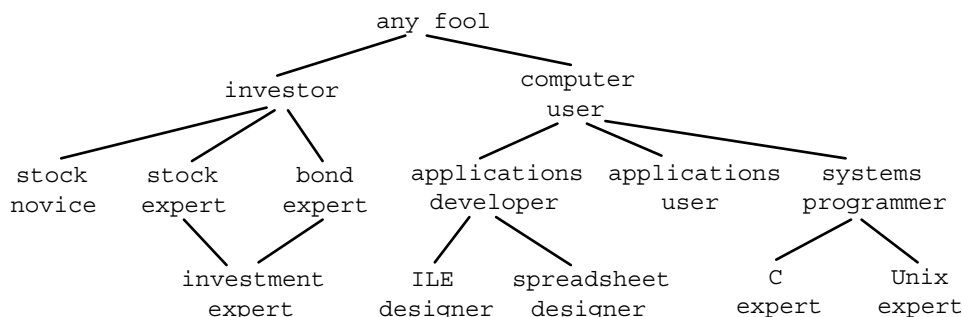 any fool
investor
computer
user
stock
novice
stock
expert
bond
expert
applications
developer
applications
user
systems
programmer
investment
expert
ILE
designer
spreadsheet
designer
C
expert
Unix
expert